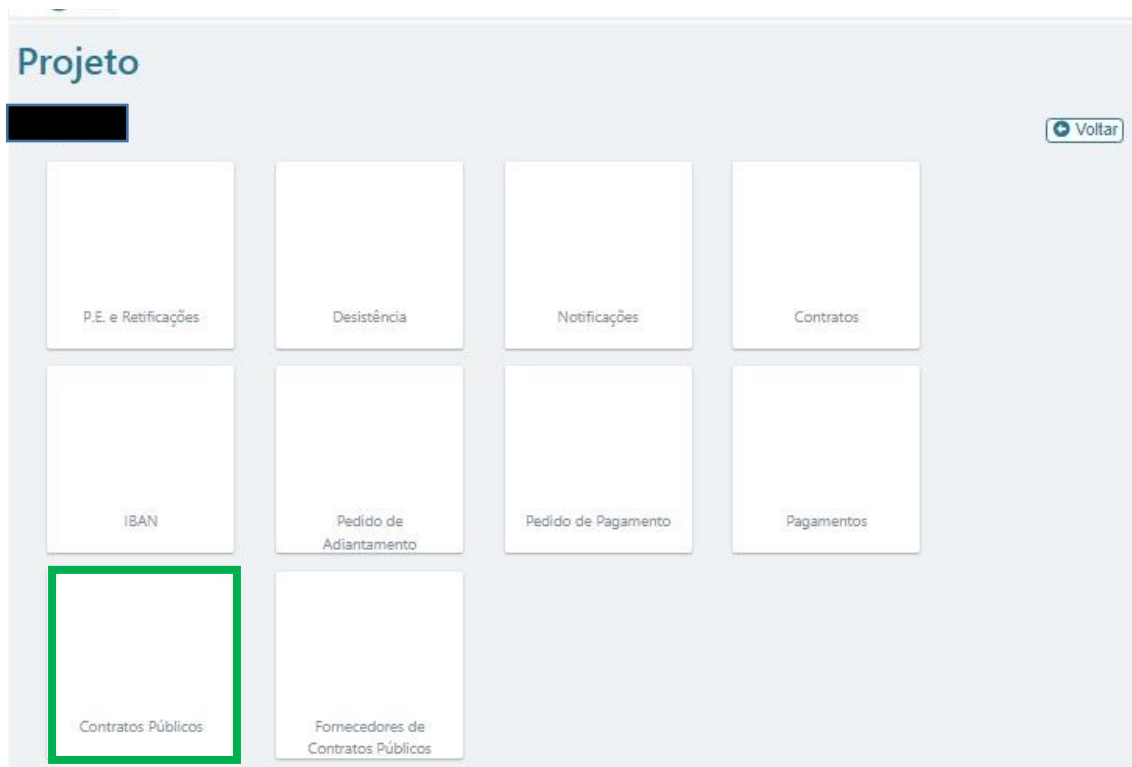 Projeto
Voltar
P.E. e Retificações
Desistência
Notificações
Contratos
IBAN
Pedido de
Adiantamento
Pedido de Pagamento
Pagamentos
Contratos Públicos
Fornecedores de
Contratos Públicos